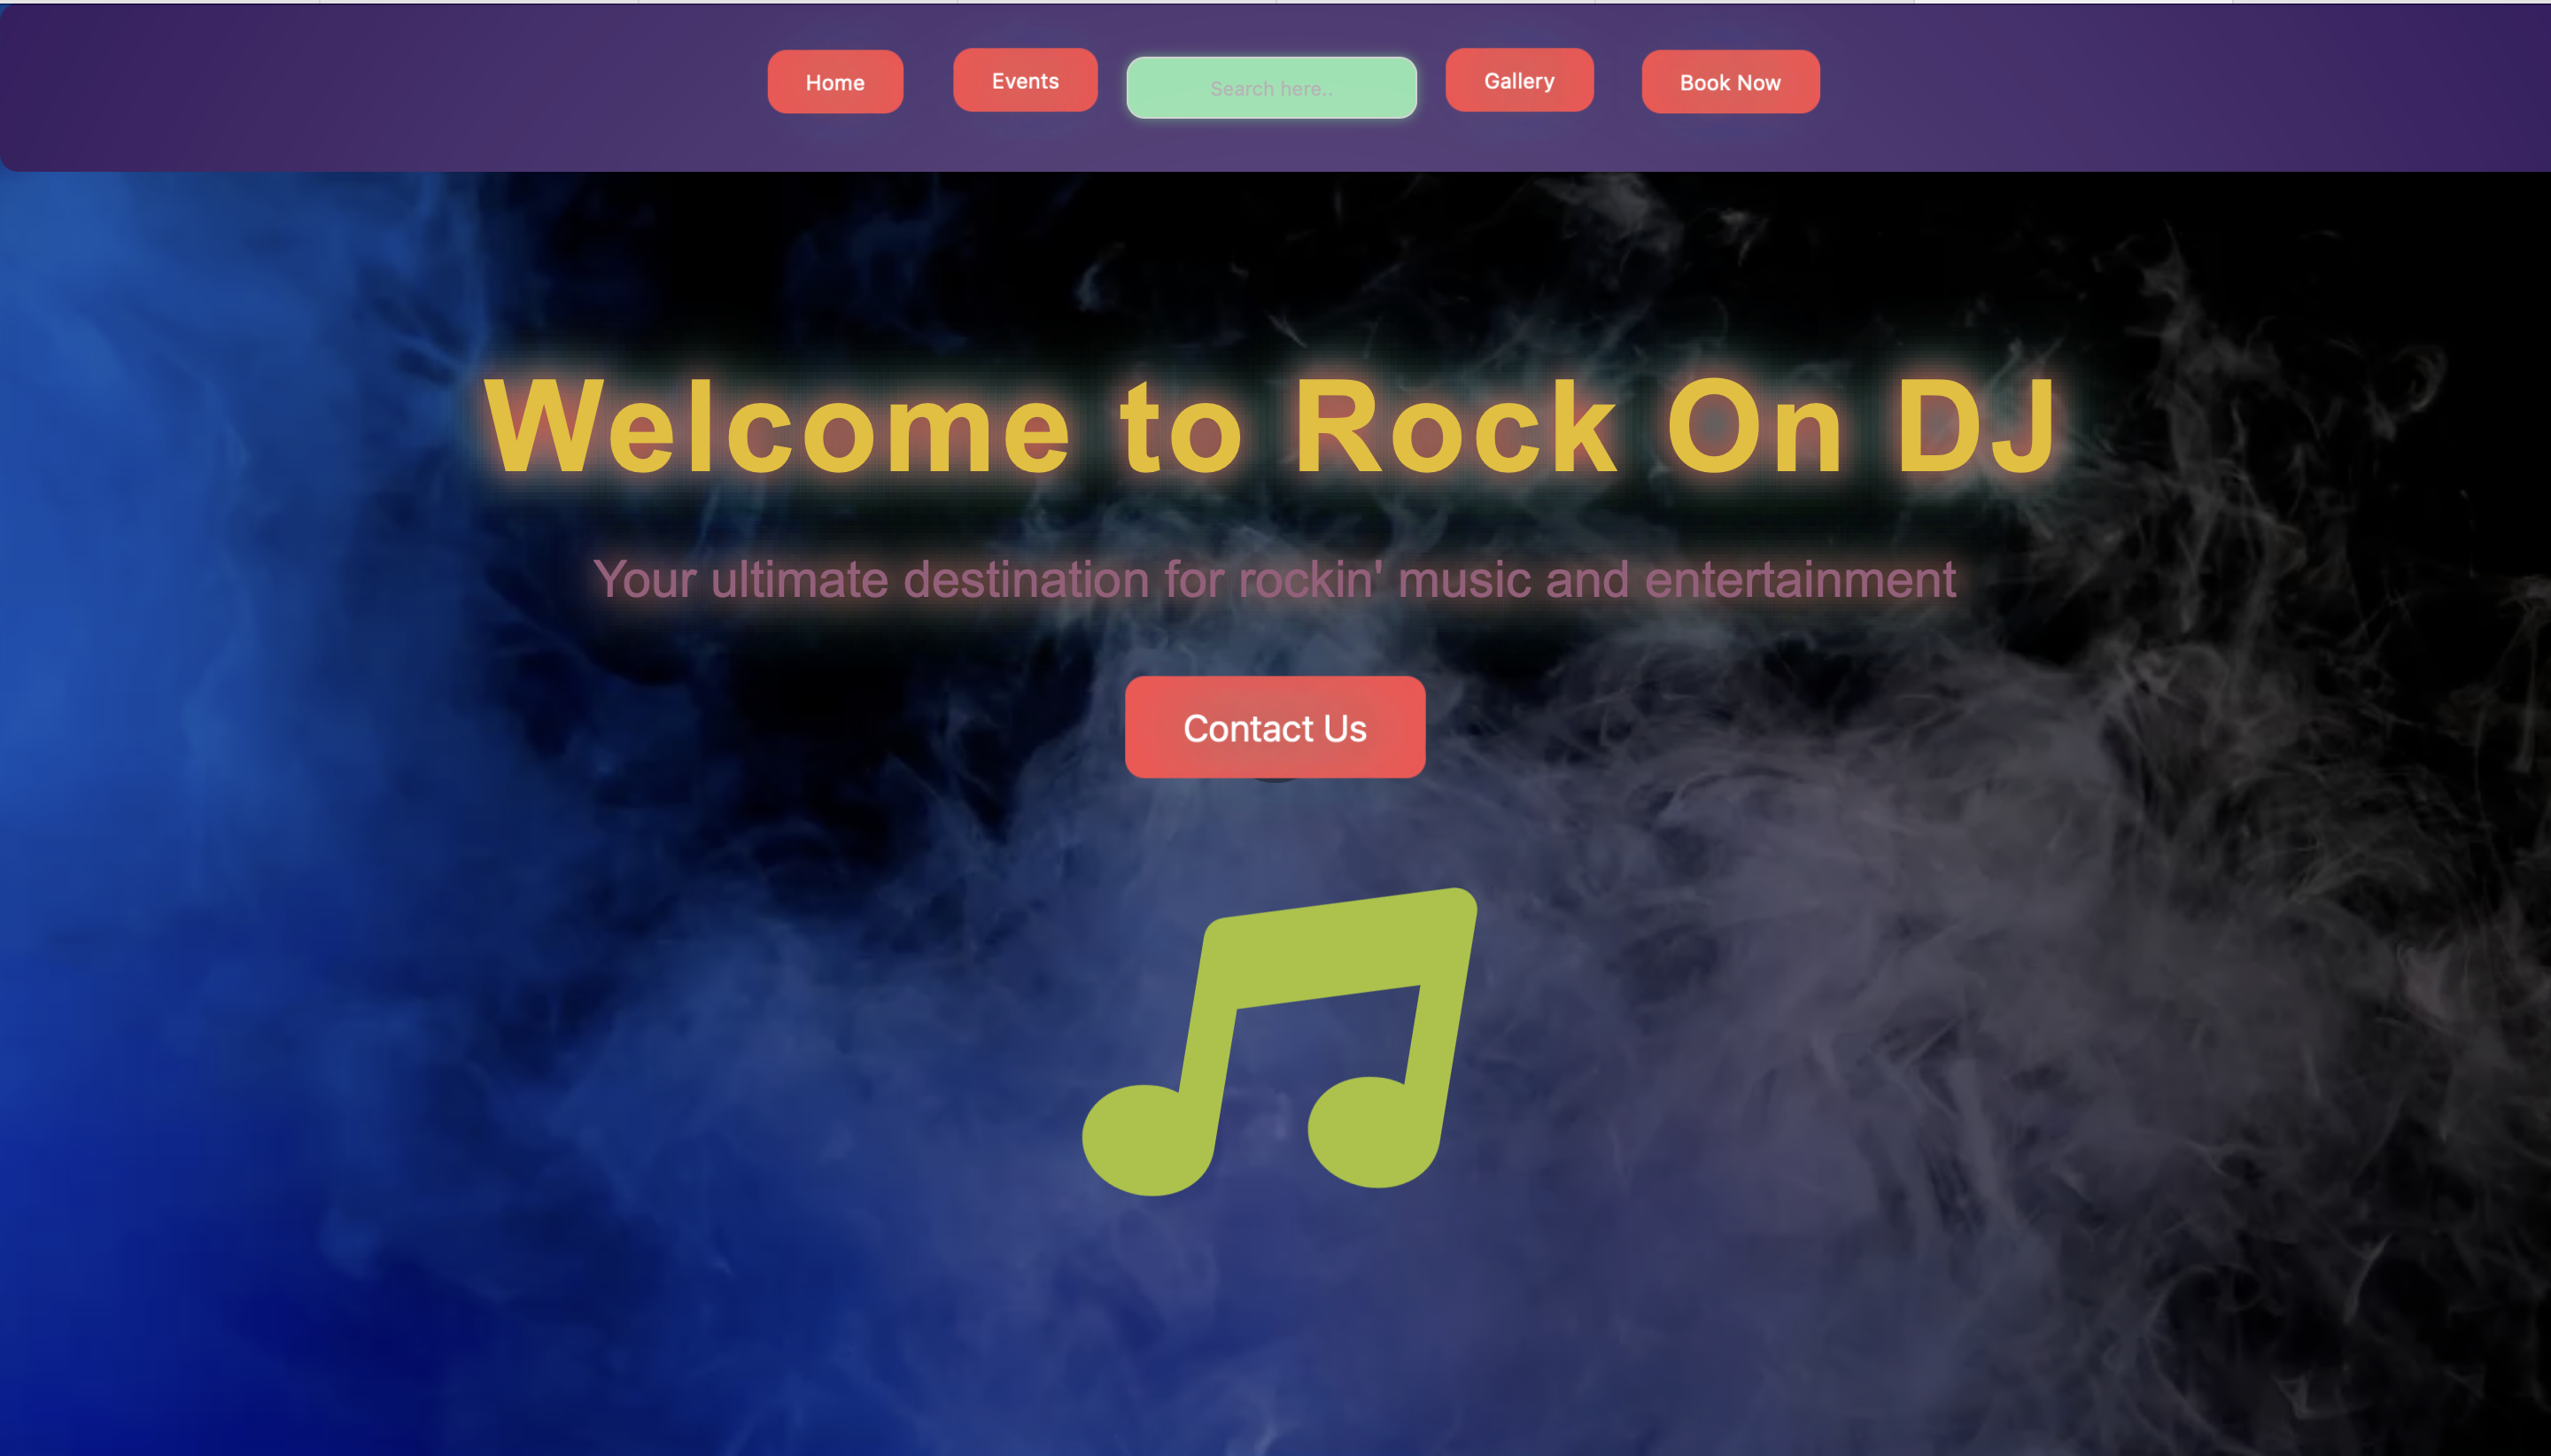 Home
Events
Search here..
Gallery
Book Now
Welcome to Rock On DJ
Your ultimate destination for rockin' music and entertainment
Contact Us